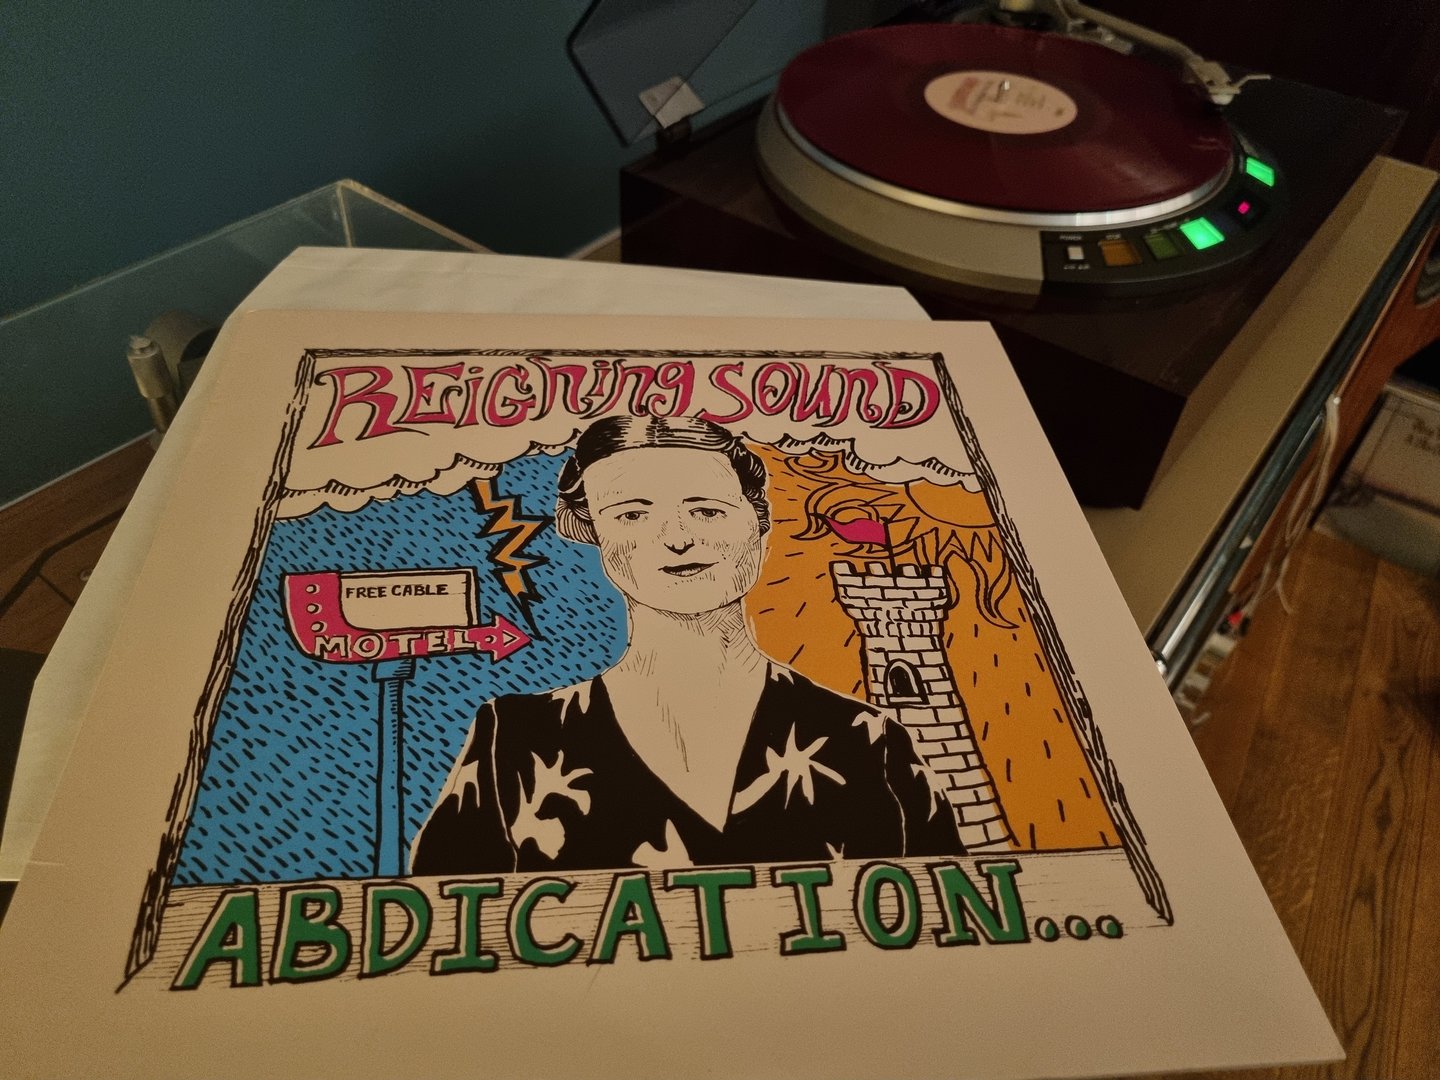 REigning SOunD
FREE CABLE
MOTEL
ABDICATION...